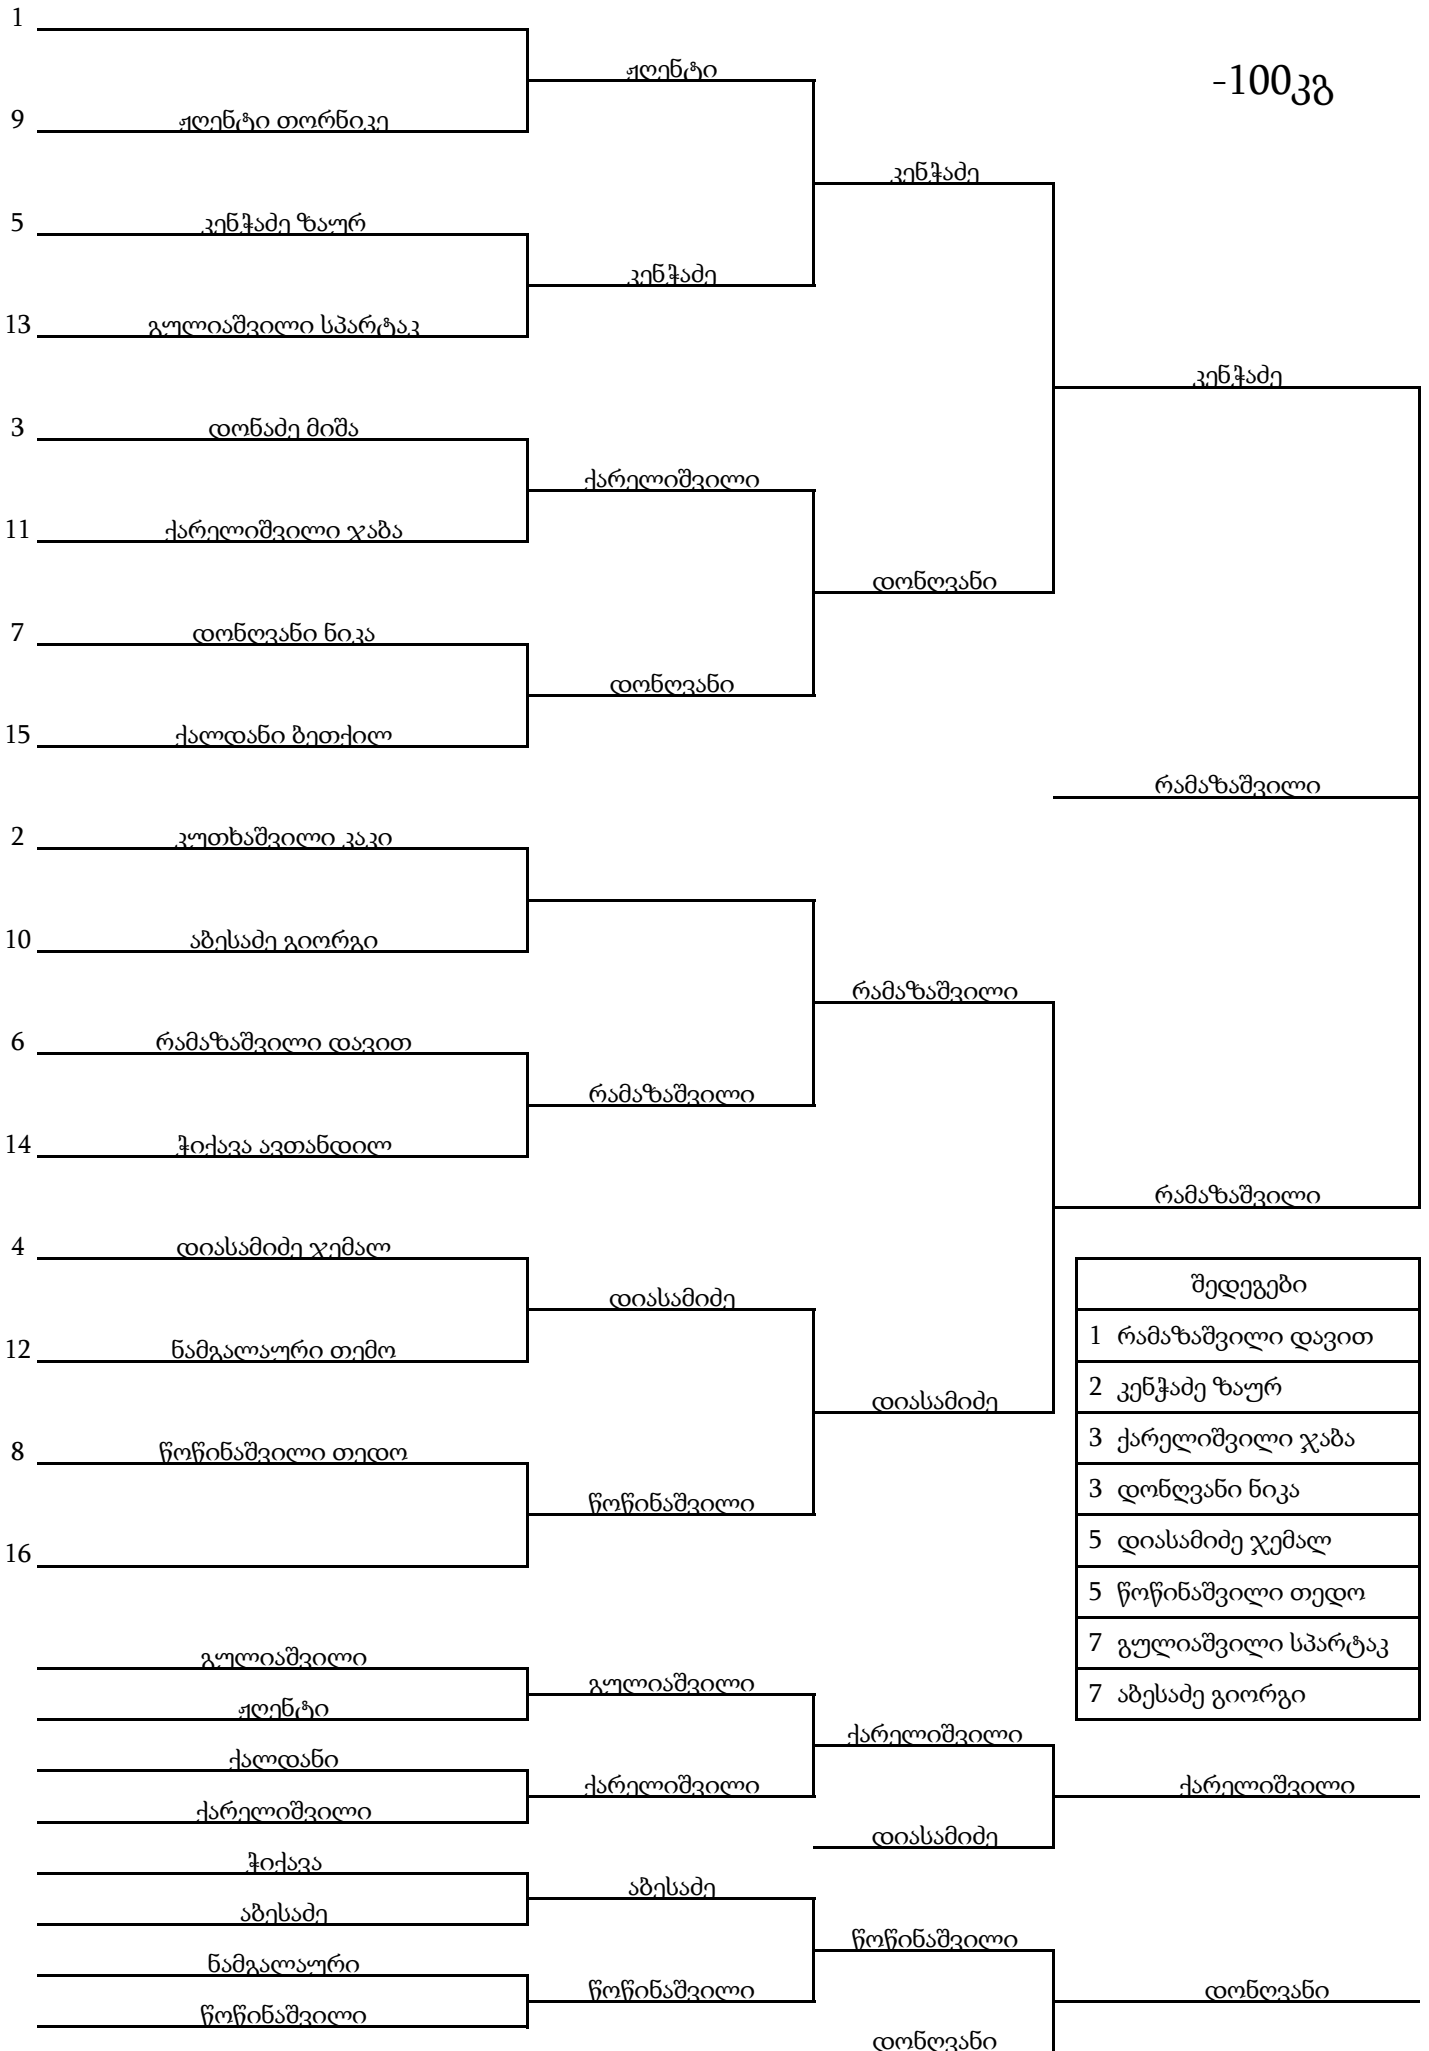 1
ჟღენტი
-100კგ
9 ჟღენტი თორნიკე
კენჭაძე
5 კენჭაძე ზაურ
კენჭაძე
13 გულიაშვილი სპარტაკ
კენჭაძე
3 დონაძე მიშა
ქარელიშვილი
11 ქარელიშვილი ჯაბა
დონღვანი
7 დონღვანი ნიკა
დონღვანი
15 ქალდანი ბეთქილ
რამაზაშვილი
2 კუთხაშვილი კაკი
10 აბესაძე გიორგი
რამაზაშვილი
6 რამაზაშვილი დავით
რამაზაშვილი
14 ჭიქავა ავთანდილ
რამაზაშვილი
4 დიასამიძე ჯემალ
შედეგები
დიასამიძე
12 ნამგალაური თემო
1 რამაზაშვილი დავით
2 კენჭაძე ზაურ
დიასამიძე
3 ქარელიშვილი ჯაბა
8 წოწინაშვილი თედო
3 დონღვანი ნიკა
წოწინაშვილი
5 დიასამიძე ჯემალ
16
5 წოწინაშვილი თედო
7 გულიაშვილი სპარტაკ
გულიაშვილი
გულიაშვილი
7 აბესაძე გიორგი
ჟღენტი
ქარელიშვილი
ქალდანი
ქარელიშვილი
ქარელიშვილი
ქარელიშვილი
დიასამიძე
ჭიქავა
აბესაძე
აბესაძე
წოწინაშვილი
ნამგალაური
წოწინაშვილი
დონღვანი
წოწინაშვილი
დონღვანი